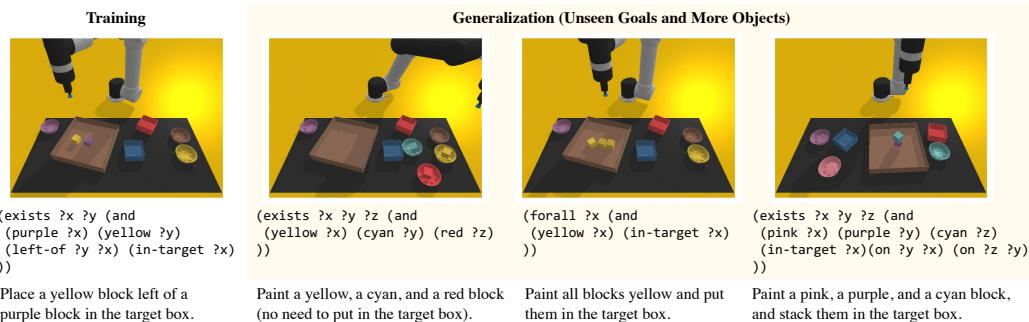 Training
(exists ?x ?y (and
(purple ?x) (yellow ?y)
(left-of ?y ?x) (in-target ?x)
))
Place a yellow block left of a
purple block in the target box.
Generalization (Unseen Goals and More Objects)
(exists ?x ?y ?z (and
(yellow ?x) (cyan ?y) (red ?z)
))
Paint a yellow, a cyan, and a red block
(no need to put in the target box).
(forall ?x (and
(yellow ?x) (in-target ?x)
))
Paint all blocks yellow and put
them in the target box.
(exists ?x ?y ?z (and
(pink ?x) (purple ?y) (cyan ?z)
(in-target ?x)(on ?y ?x) (on ?z ?y)
))
Paint a pink, a purple, and a cyan block,
and stack them in the target box.